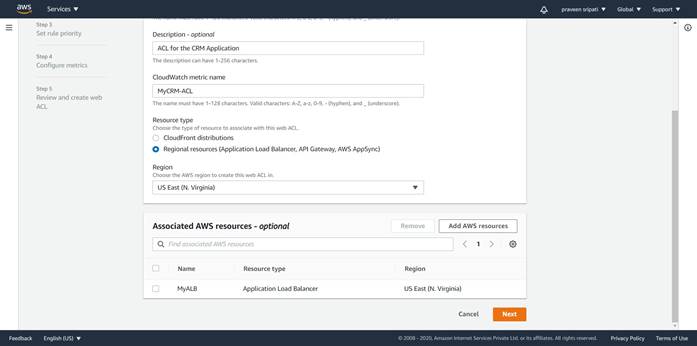 aws Services praveen sripati Global Support
Step 3
Set rule priority
Step 4
Configure metrics
Step 5
Review and create web
ACL
Description - optional
ACL for the CRM Application
The description can have 1-256 characters.
CloudWatch metric name
MyCRM-ACL
The name must have 1-128 characters. Valid characters: A-Z, a-z, 0-9, - (hyphen), and _ (underscore).
Resource type
Choose the type of resource to associate with this web ACL.
CloudFront distributions
Regional resources (Application Load Balancer, API Gateway, AWS AppSync)
Region
Choose the AWS region to create this web ACL in.
US East (N. Virginia)
Associated AWS resources - optional Remove Add AWS resources
Find associated AWS resources 1
Name Resource type Region
MyALB Application Load Balancer US East (N. Virginia)
Cancel Next
Feedback English (US) © 2008 - 2020, Amazon Internet Services Private Ltd. or its affiliates. All rights reserved. Privacy Policy Terms of Use